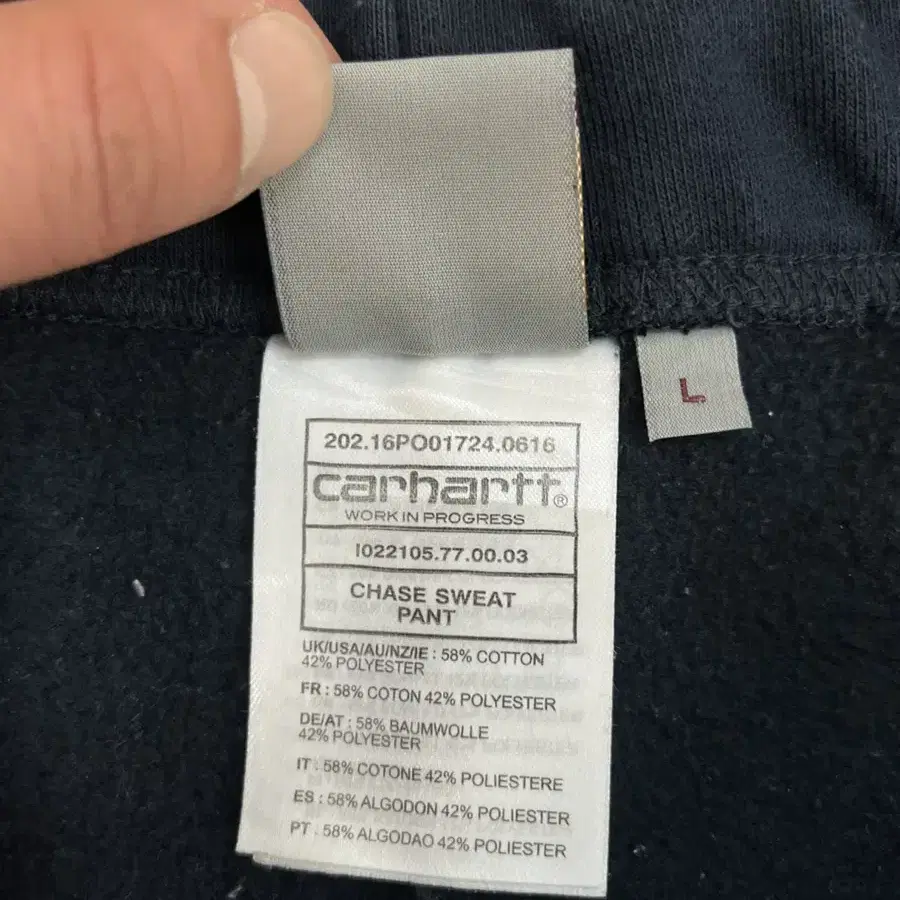 L
202.16PO01724.0616
carhartt®
WORK IN PROGRESS
I022105.77.00.03
CHASE SWEAT
PANT
UK/USA/AU/NZ/IE : 58% COTTON
42% POLYESTER
FR : 58% COTON 42% POLYESTER
DE/AT : 58% BAUMWOLLE
42% POLYESTER
IT : 58% COTONE 42% POLIESTERE
ES : 58% ALGODON 42% POLIESTER
PT : 58% ALGODAO 42% POLIESTER